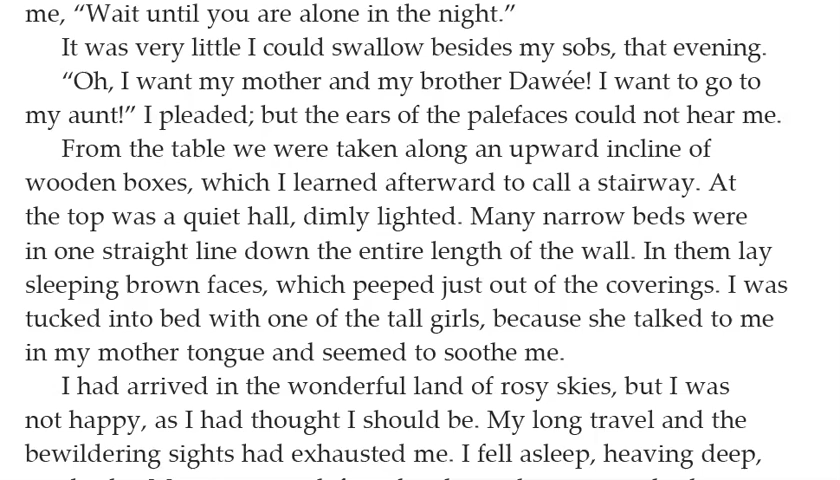 me, “Wait until you are alone in the night.”
It was very little I could swallow besides my sobs, that evening.
“Oh, I want my mother and my brother Dawée! I want to go to
my aunt!” I pleaded; but the ears of the palefaces could not hear me.
From the table we were taken along an upward incline of
wooden boxes, which I learned afterward to call a stairway. At
the top was a quiet hall, dimly lighted. Many narrow beds were
in one straight line down the entire length of the wall. In them lay
sleeping brown faces, which peeped just out of the coverings. I was
tucked into bed with one of the tall girls, because she talked to me
in my mother tongue and seemed to soothe me.
I had arrived in the wonderful land of rosy skies, but I was
not happy, as I had thought I should be. My long travel and the
bewildering sights had exhausted me. I fell asleep, heaving deep,